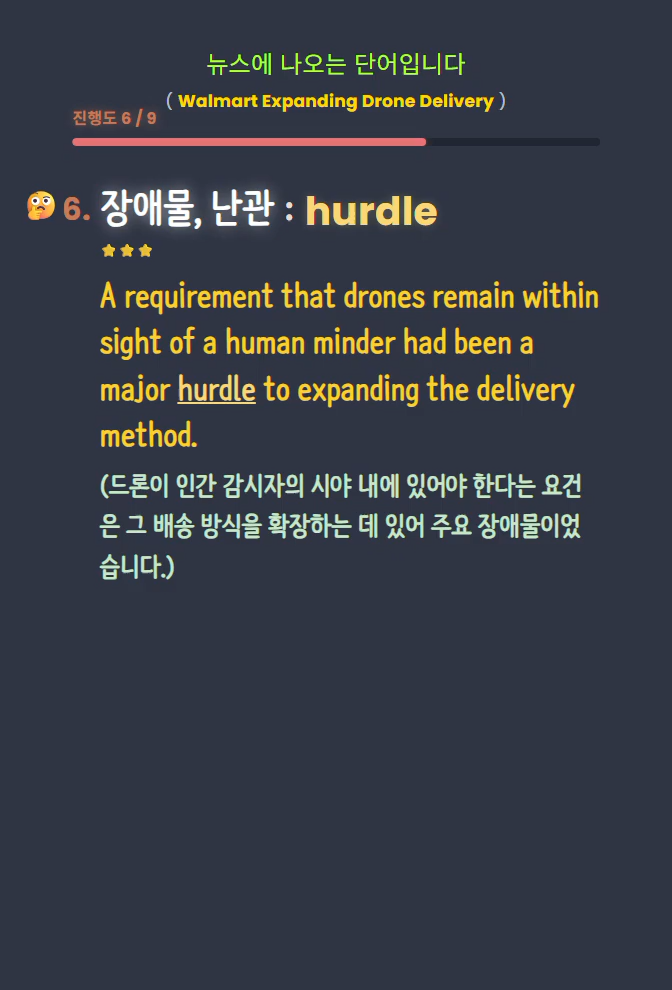 뉴스에 나오는 단어입니다
( Walmart Expanding Drone Delivery )
진행도 6 / 9
6. 장애물, 난관 : hurdle
A requirement that drones remain within
sight of a human minder had been a
major hurdle to expanding the delivery
method.
(드론이 인간 감시자의 시야 내에 있어야 한다는 요건
은 그 배송 방식을 확장하는 데 있어 주요 장애물이었
습니다.)